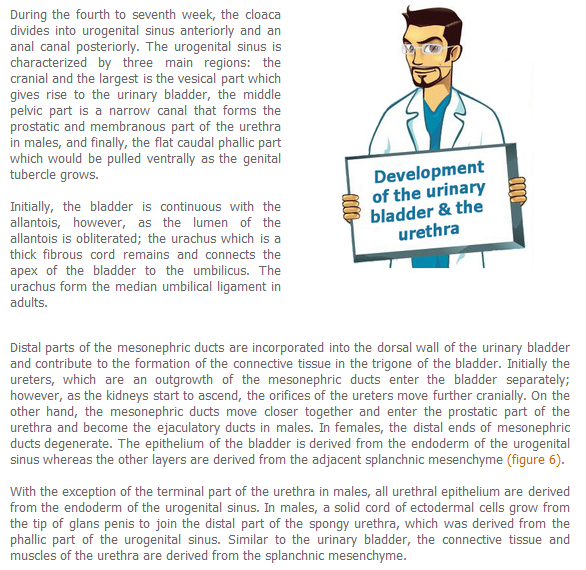 During the fourth to seventh week, the cloaca
divides into urogenital sinus anteriorly and an
anal canal posteriorly. The urogenital sinus is
characterized by three main regions: the
cranial and the largest is the vesical part which
gives rise to the urinary bladder, the middle
pelvic part is a narrow canal that forms the
prostatic and membranous part of the urethra
in males, and finally, the flat caudal phallic part
which would be pulled ventrally as the genital
tubercle grows.
Initially, the bladder is continuous with the
allantois, however, as the lumen of the
allantois is obliterated; the urachus which is a
thick fibrous cord remains and connects the
apex of the bladder to the umbilicus. The
urachus form the median umbilical ligament in
adults.
Development
of the urinary
bladder & the
urethra
Distal parts of the mesonephric ducts are incorporated into the dorsal wall of the urinary bladder
and contribute to the formation of the connective tissue in the trigone of the bladder. Initially the
ureters, which are an outgrowth of the mesonephric ducts enter the bladder separately;
however, as the kidneys start to ascend, the orifices of the ureters move further cranially. On the
other hand, the mesonephric ducts move closer together and enter the prostatic part of the
urethra and become the ejaculatory ducts in males. In females, the distal ends of mesonephric
ducts degenerate. The epithelium of the bladder is derived from the endoderm of the urogenital
sinus whereas the other layers are derived from the adjacent splanchnic mesenchyme (figure 6).
With the exception of the terminal part of the urethra in males, all urethral epithelium are derived
from the endoderm of the urogenital sinus. In males, a solid cord of ectodermal cells grow from
the tip of glans penis to join the distal part of the spongy urethra, which was derived from the
phallic part of the urogenital sinus. Similar to the urinary bladder, the connective tissue and
muscles of the urethra are derived from the splanchnic mesenchyme.